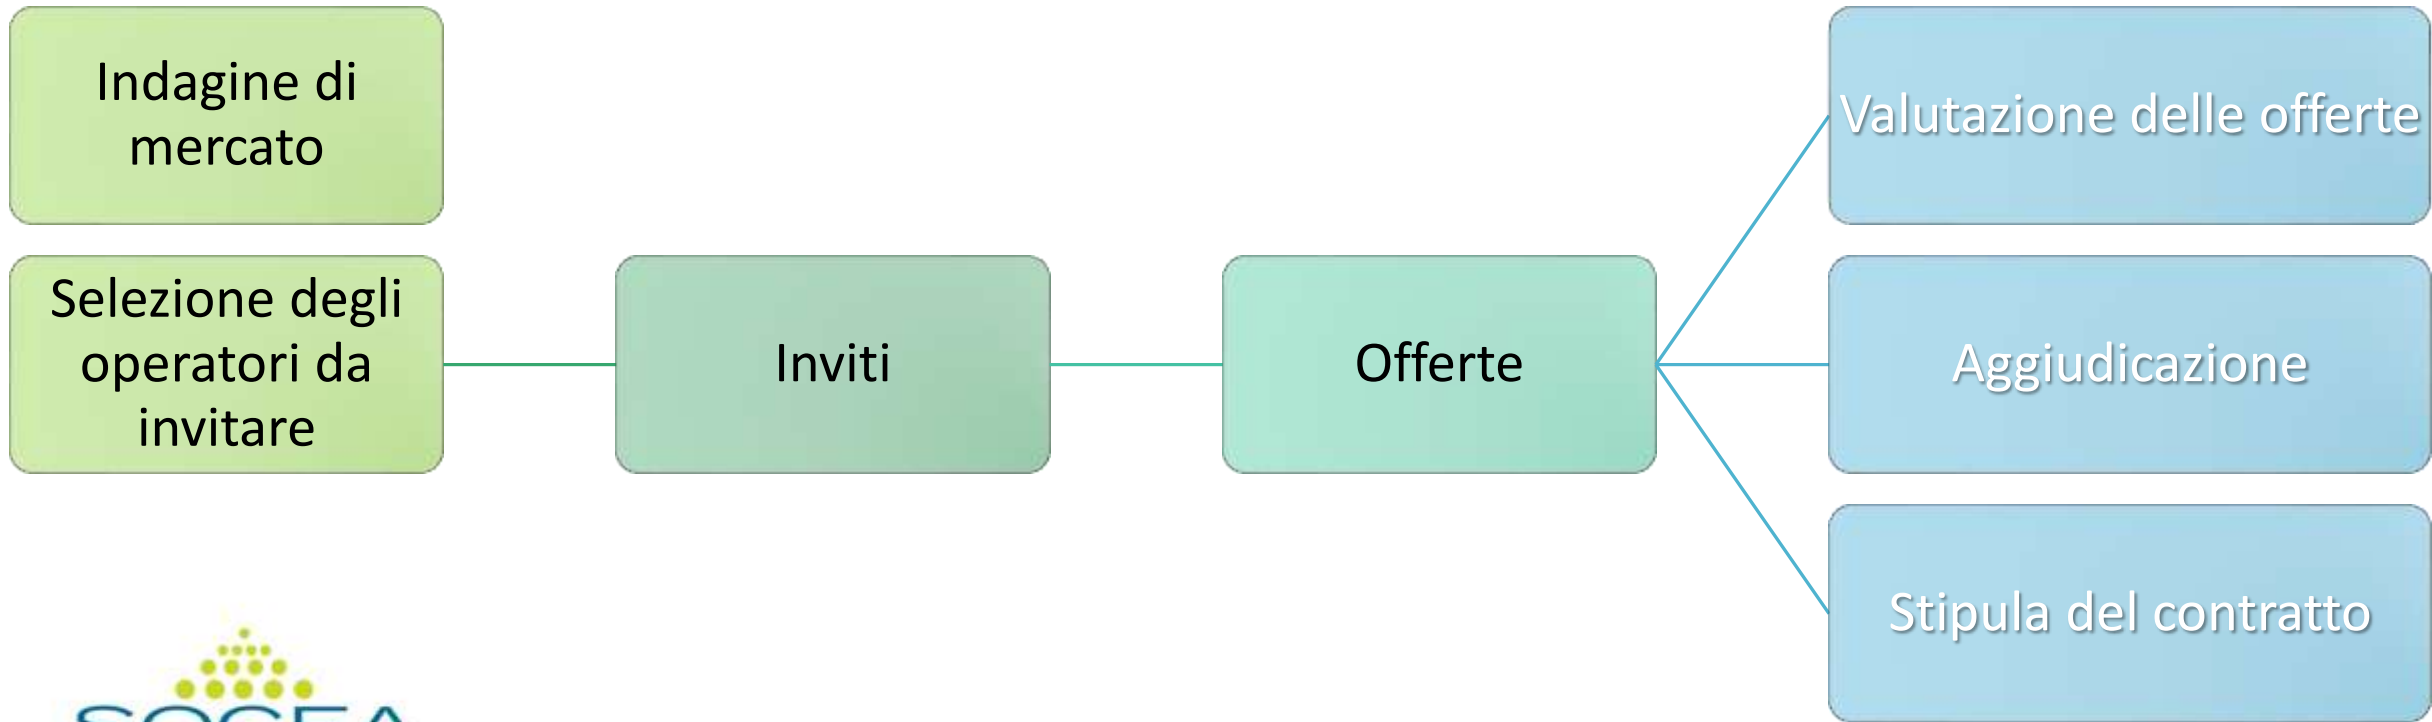 Indagine di
mercato
Selezione degli
operatori da
invitare
Inviti
Offerte
Valutazione delle offerte
Aggiudicazione
Stipula del contratto